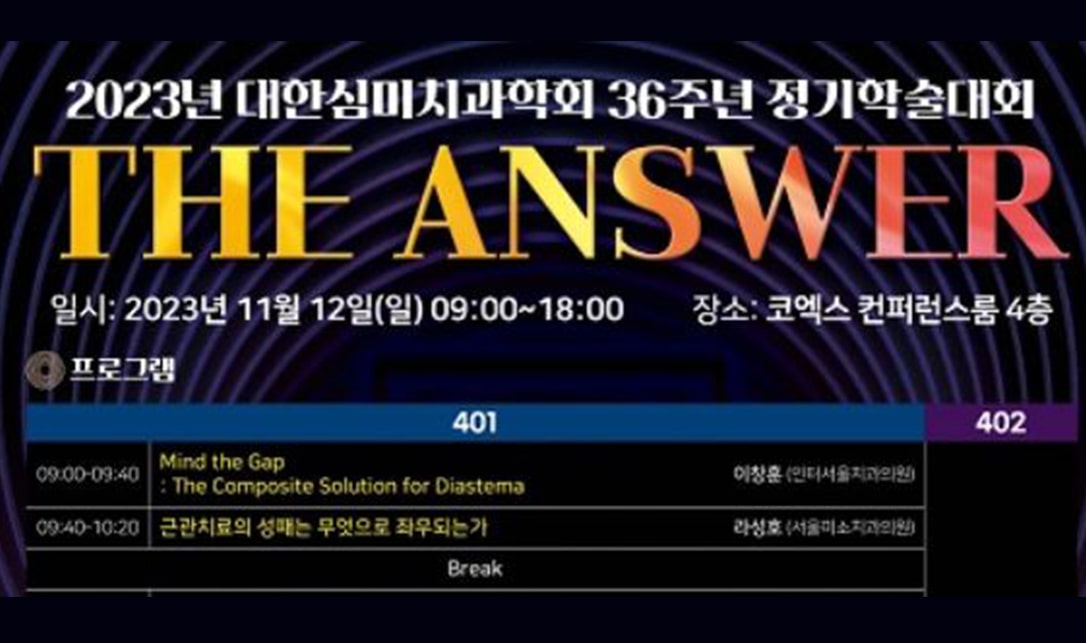 2023년 대한심미치과학회 36주년 정기학술대회
THE ANSWER
일시: 2023년 11월 12일(일) 09:00~18:00 장소: 코엑스 컨퍼런스룸 4층
프로그램
401 402
09:00-09:40 Mind the Gap
: The Composite Solution for Diastema 이창훈 (인터서울치과의원)
09:40-10:20 근관치료의 성패는 무엇으로 좌우되는가 라성호 (서울미소치과의원)
Break